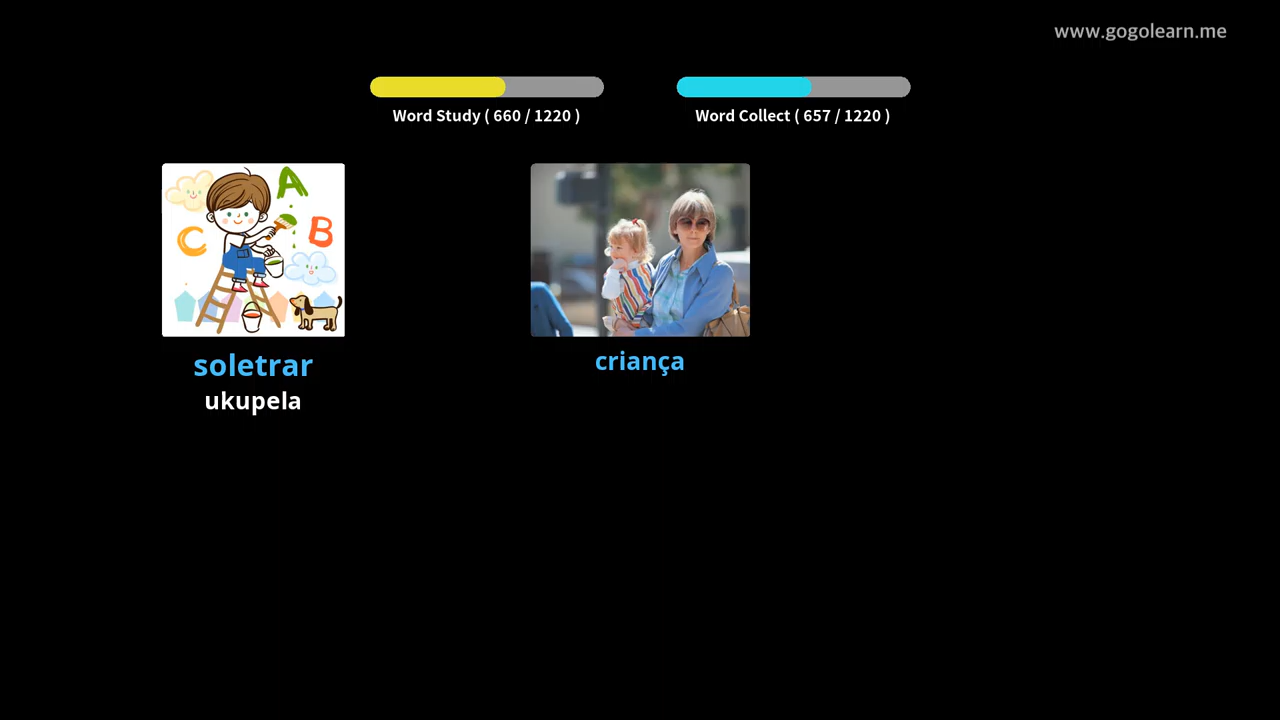 www.gogolearn.me
Word Study ( 660 / 1220 )
Word Collect ( 657 / 1220 )
A
B
C
soletrar
ukupela
criança